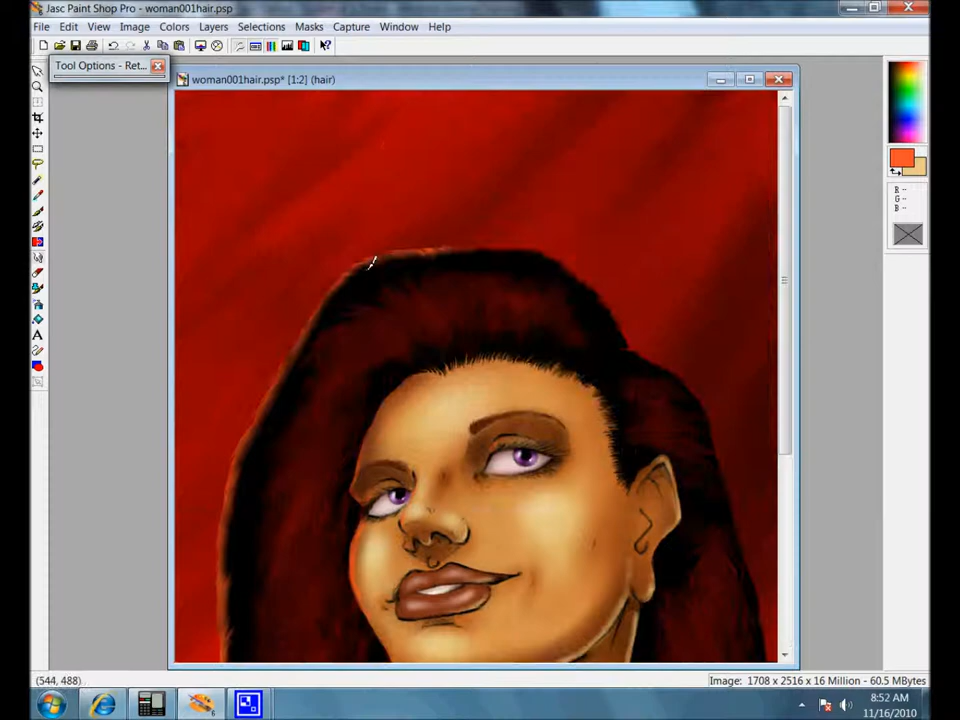 Jasc Paint Shop Pro - woman001hair.psp
File Edit View Image Colors Layers Selections Masks Capture Window Help
Tool Options - Ret...
woman001hair.psp* [1:2] (hair)
R --
G --
B --
(544, 488)
Image: 1708 x 2516 x 16 Million - 60.5 MBytes
8:52 AM
11/16/2010